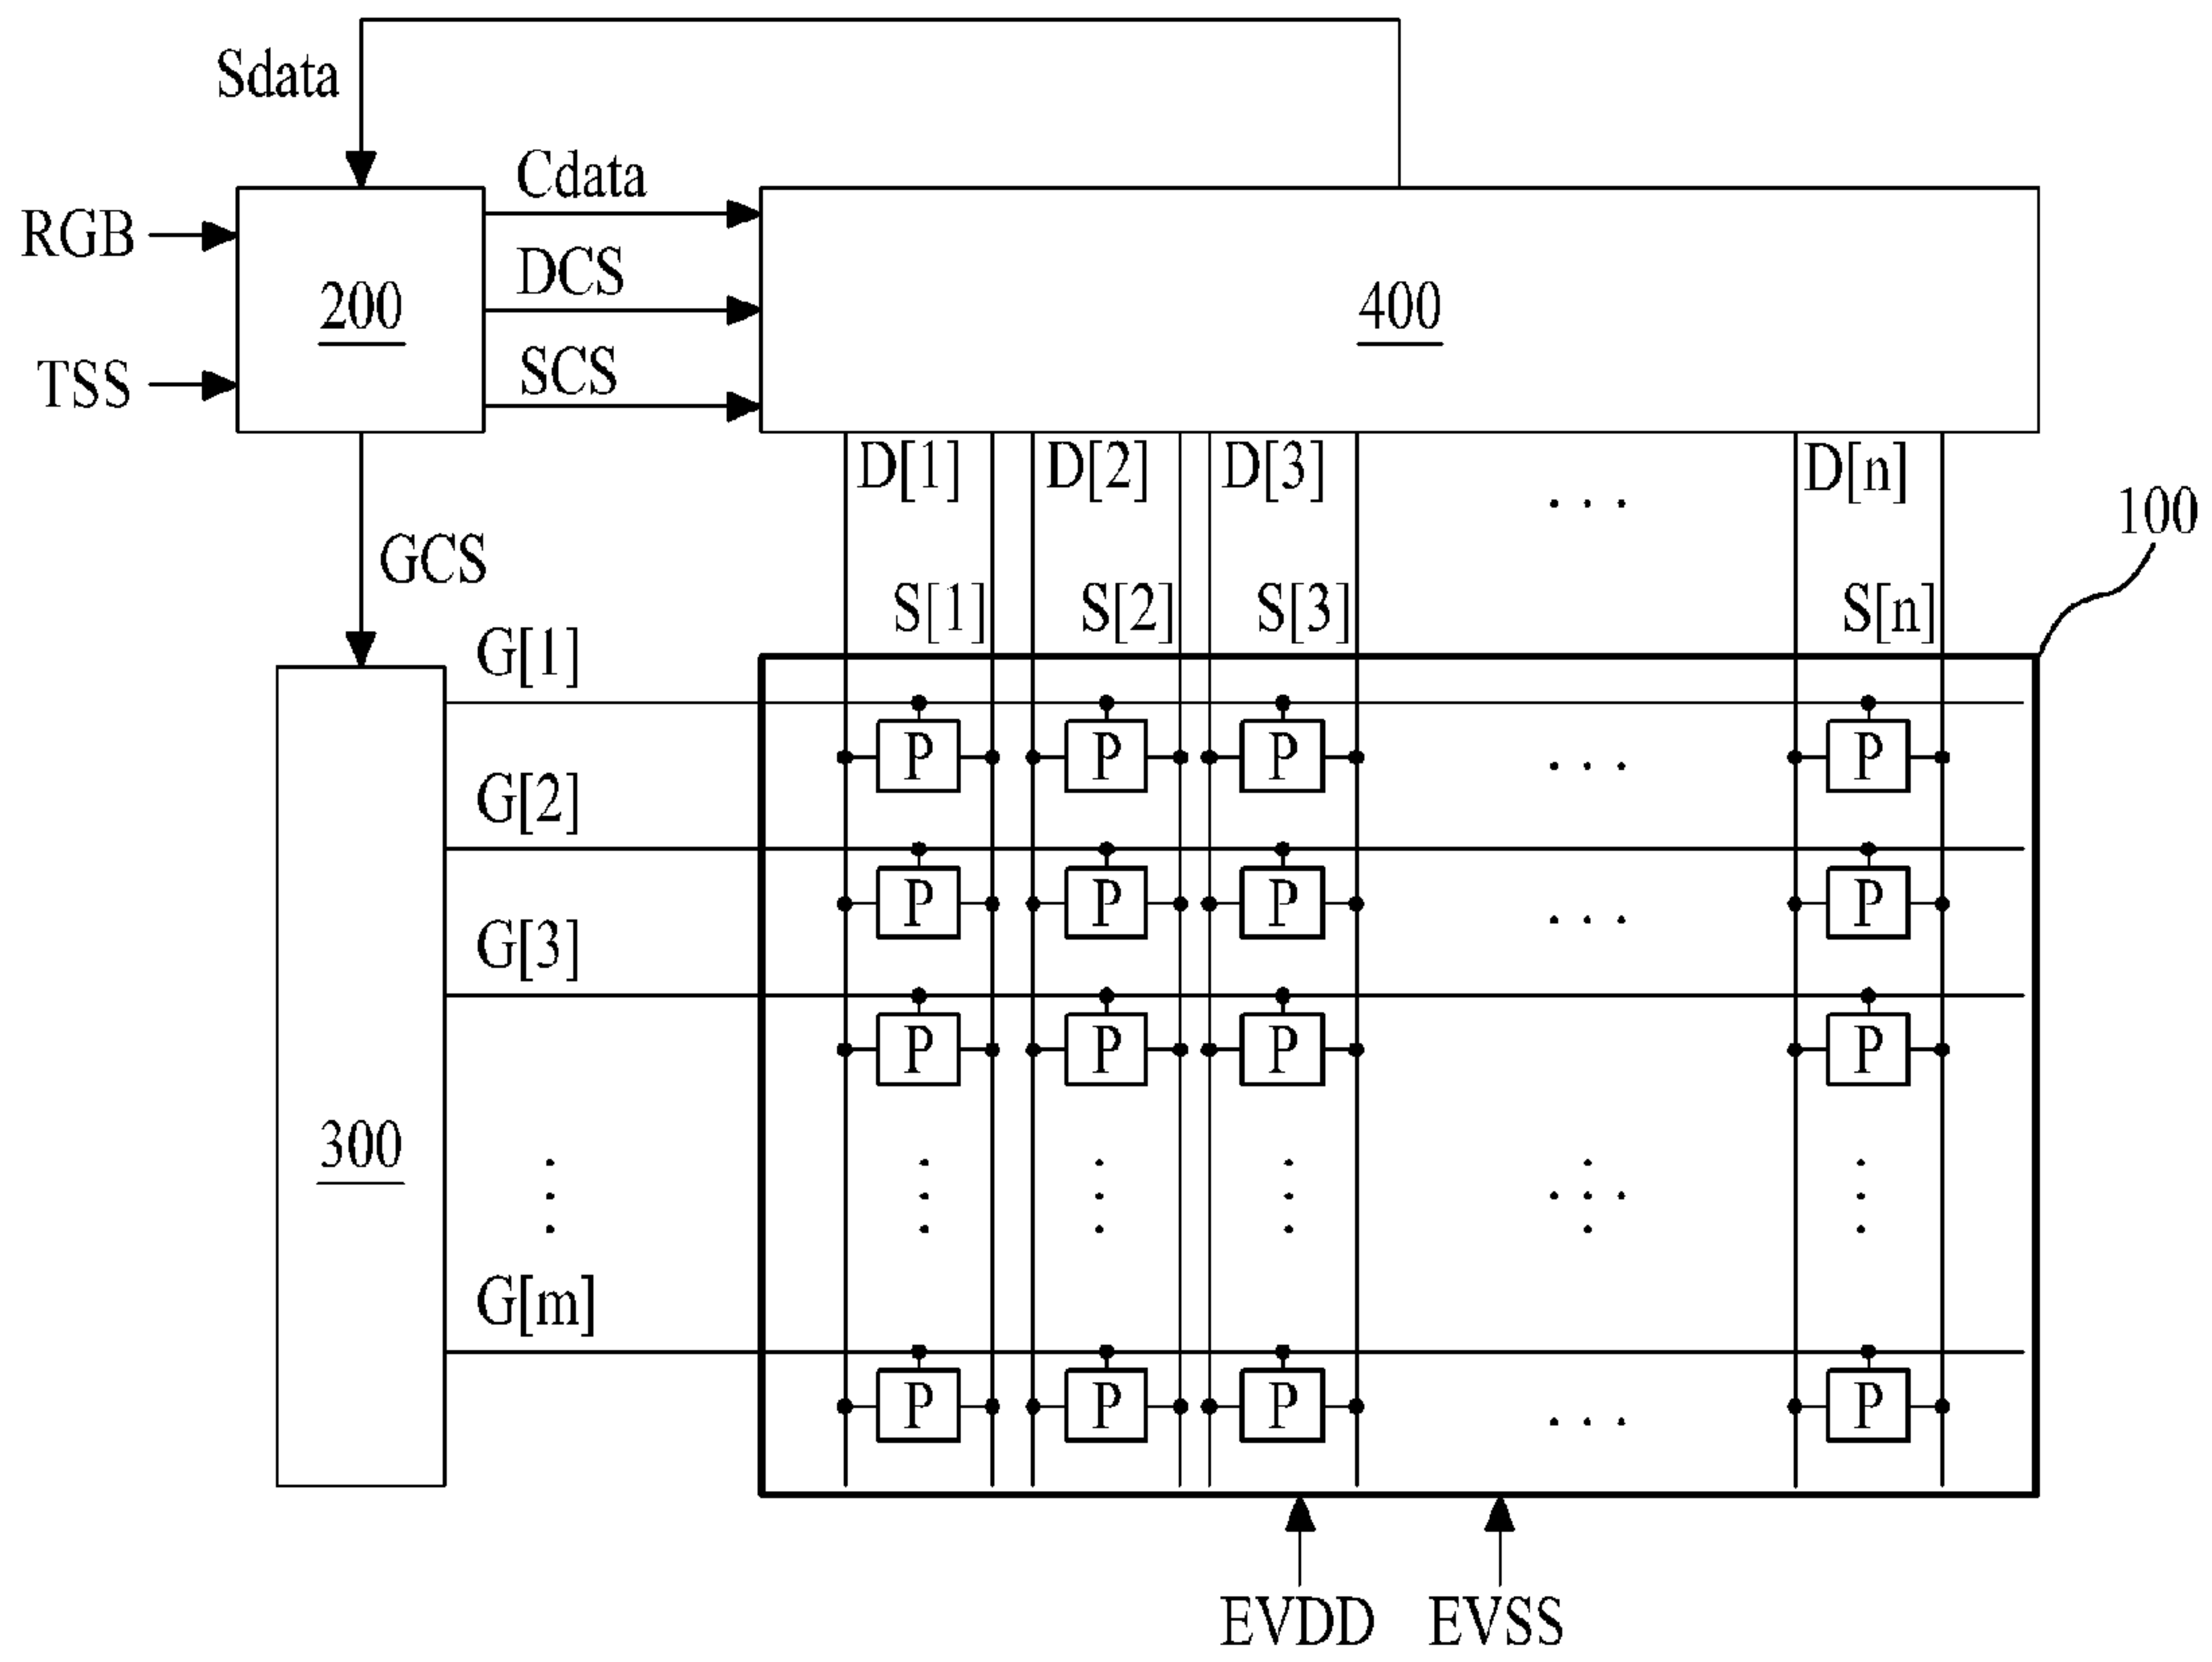 Sdata
Cdata
RGB
DCS
200
400
SCS
TSS
D[1] D[2] D[3] . . . D[n]
100
GCS
S[1] S[2] S[3] S[n]
G[1]
P P P . . . P
G[2]
P P P . . . P
G[3]
P P P P
300
G[m]
P P P . . . P
EVDD EVSS